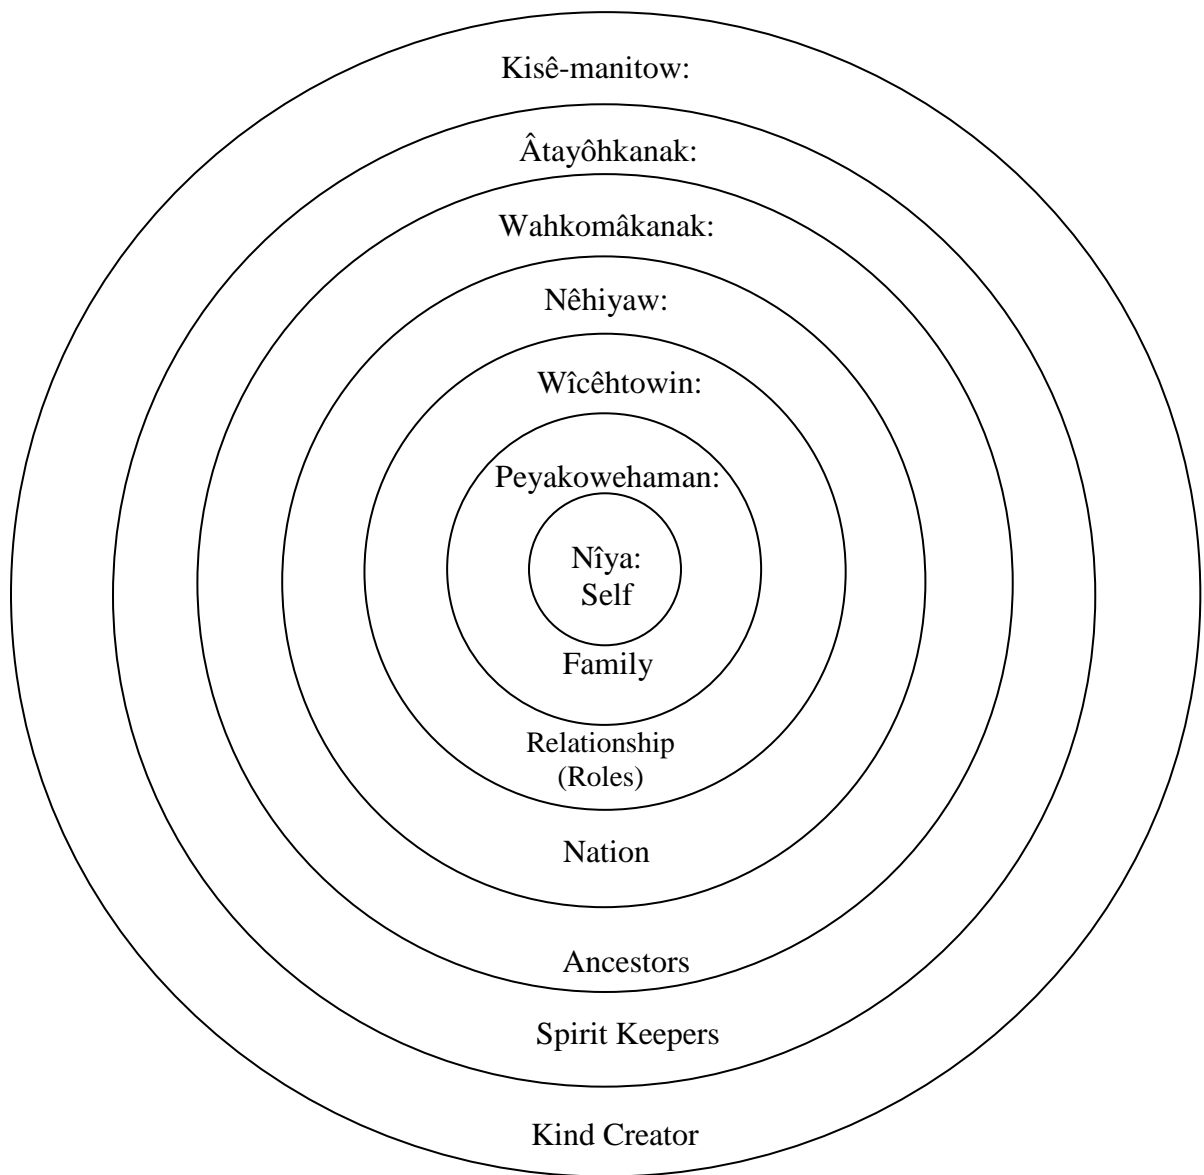 Kisê-manitow:
Âtayôhkanak:
Wahkomâkanak:
Nêhiyaw:
Wîcêhtowin:
Peyakowehaman:
Nîya:
Self
Family
Relationship
(Roles)
Nation
Ancestors
Spirit Keepers
Kind Creator